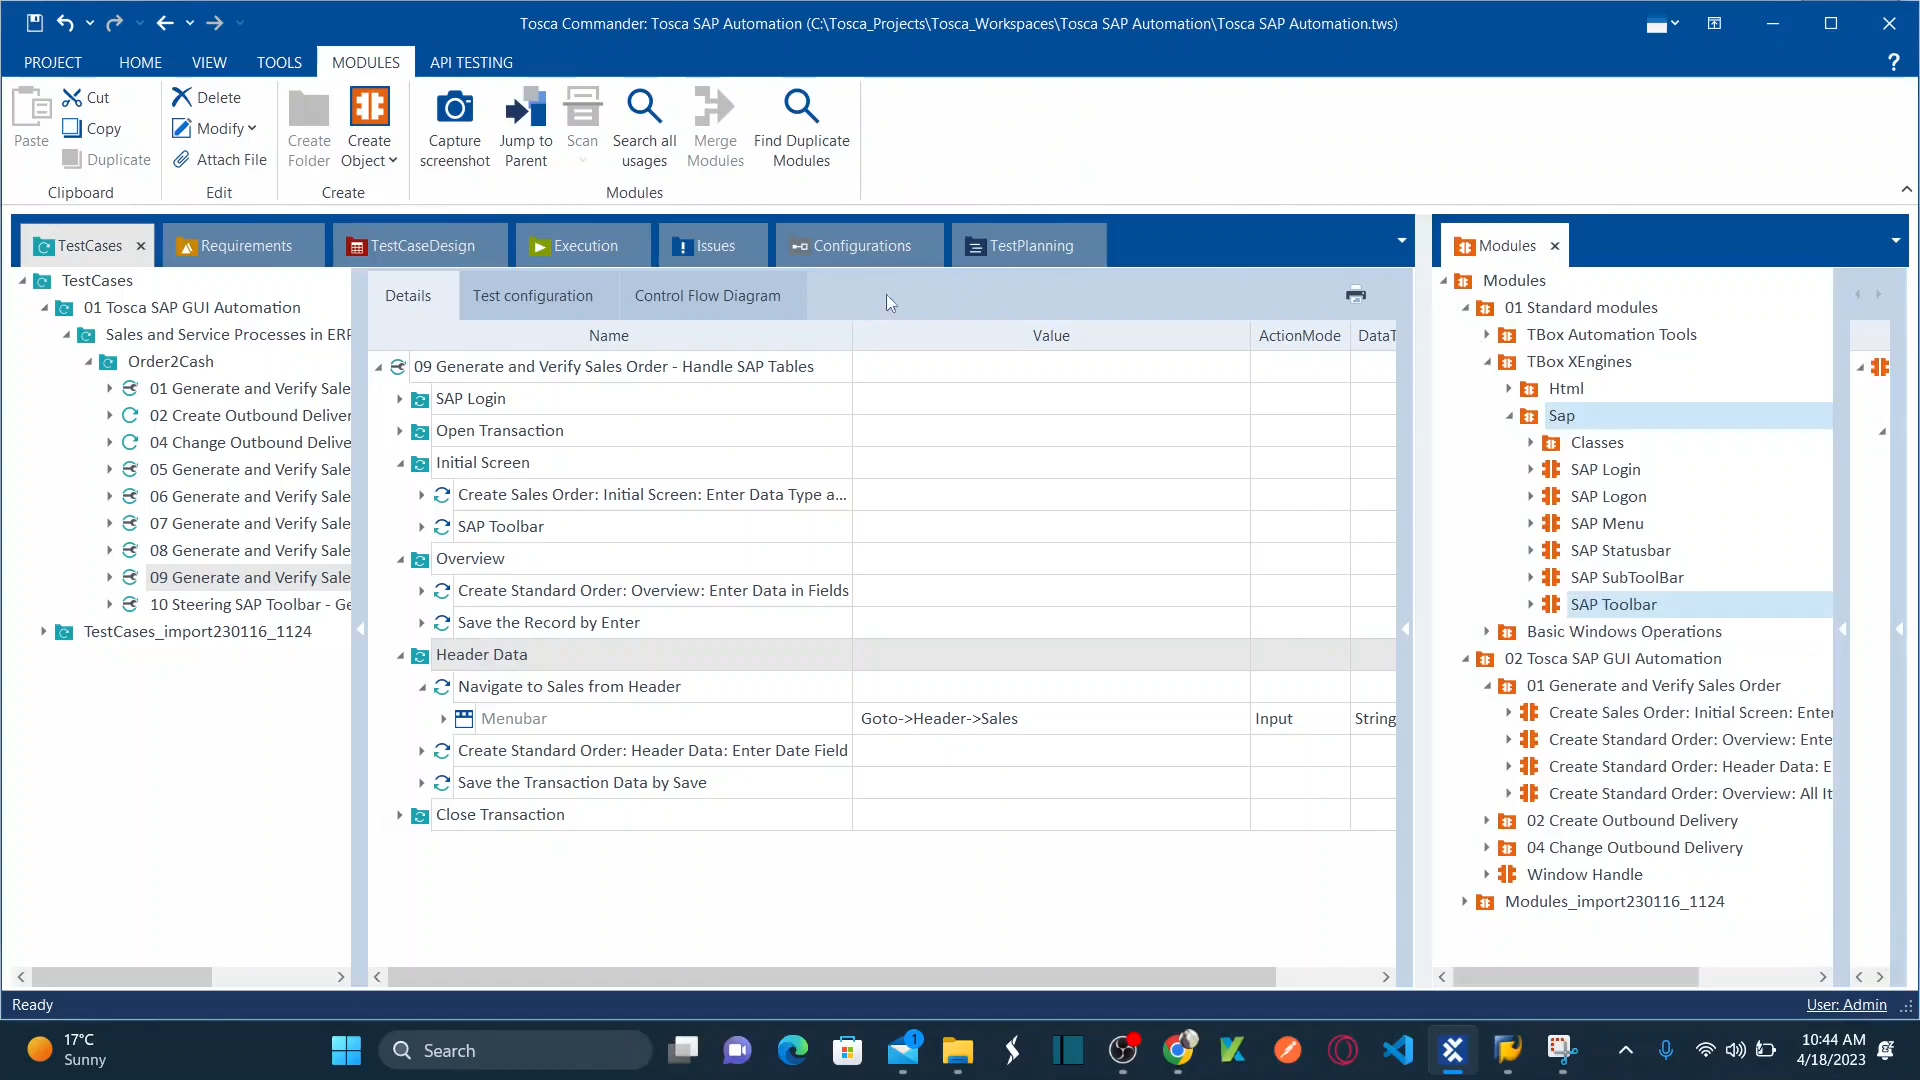 Tosca Commander: Tosca SAP Automation (C:\Tosca_Projects\Tosca_Workspaces\Tosca SAP Automation\Tosca SAP Automation.tws)
PROJECT HOME VIEW TOOLS MODULES API TESTING ?
Paste
Cut
Copy
Duplicate
Clipboard
Delete
Modify
Attach File
Edit
Create Folder
Create Object
Create
Capture screenshot
Jump to Parent
Scan
Search all usages
Merge Modules
Find Duplicate Modules
Modules
TestCases Requirements TestCaseDesign Execution Issues Configurations TestPlanning
TestCases
01 Tosca SAP GUI Automation
Sales and Service Processes in ERP
Order2Cash
01 Generate and Verify Sale
02 Create Outbound Deliver
04 Change Outbound Delive
05 Generate and Verify Sale
06 Generate and Verify Sale
07 Generate and Verify Sale
08 Generate and Verify Sale
09 Generate and Verify Sale
10 Steering SAP Toolbar - Ge
TestCases_import230116_1124
Details Test configuration Control Flow Diagram
Name Value ActionMode DataT
09 Generate and Verify Sales Order - Handle SAP Tables
SAP Login
Open Transaction
Initial Screen
Create Sales Order: Initial Screen: Enter Data Type a...
SAP Toolbar
Overview
Create Standard Order: Overview: Enter Data in Fields
Save the Record by Enter
Header Data
Navigate to Sales from Header
Menubar Goto->Header->Sales Input String
Create Standard Order: Header Data: Enter Date Field
Save the Transaction Data by Save
Close Transaction
Modules
Modules
01 Standard modules
TBox Automation Tools
TBox XEngines
Html
Sap
Classes
SAP Login
SAP Logon
SAP Menu
SAP Statusbar
SAP SubToolBar
SAP Toolbar
Basic Windows Operations
02 Tosca SAP GUI Automation
01 Generate and Verify Sales Order
Create Sales Order: Initial Screen: Enter
Create Standard Order: Overview: Ente
Create Standard Order: Header Data: E
Create Standard Order: Overview: All It
02 Create Outbound Delivery
04 Change Outbound Delivery
Window Handle
Modules_import230116_1124
Ready User: Admin
17°C
Sunny
Search
1
10:44 AM
4/18/2023